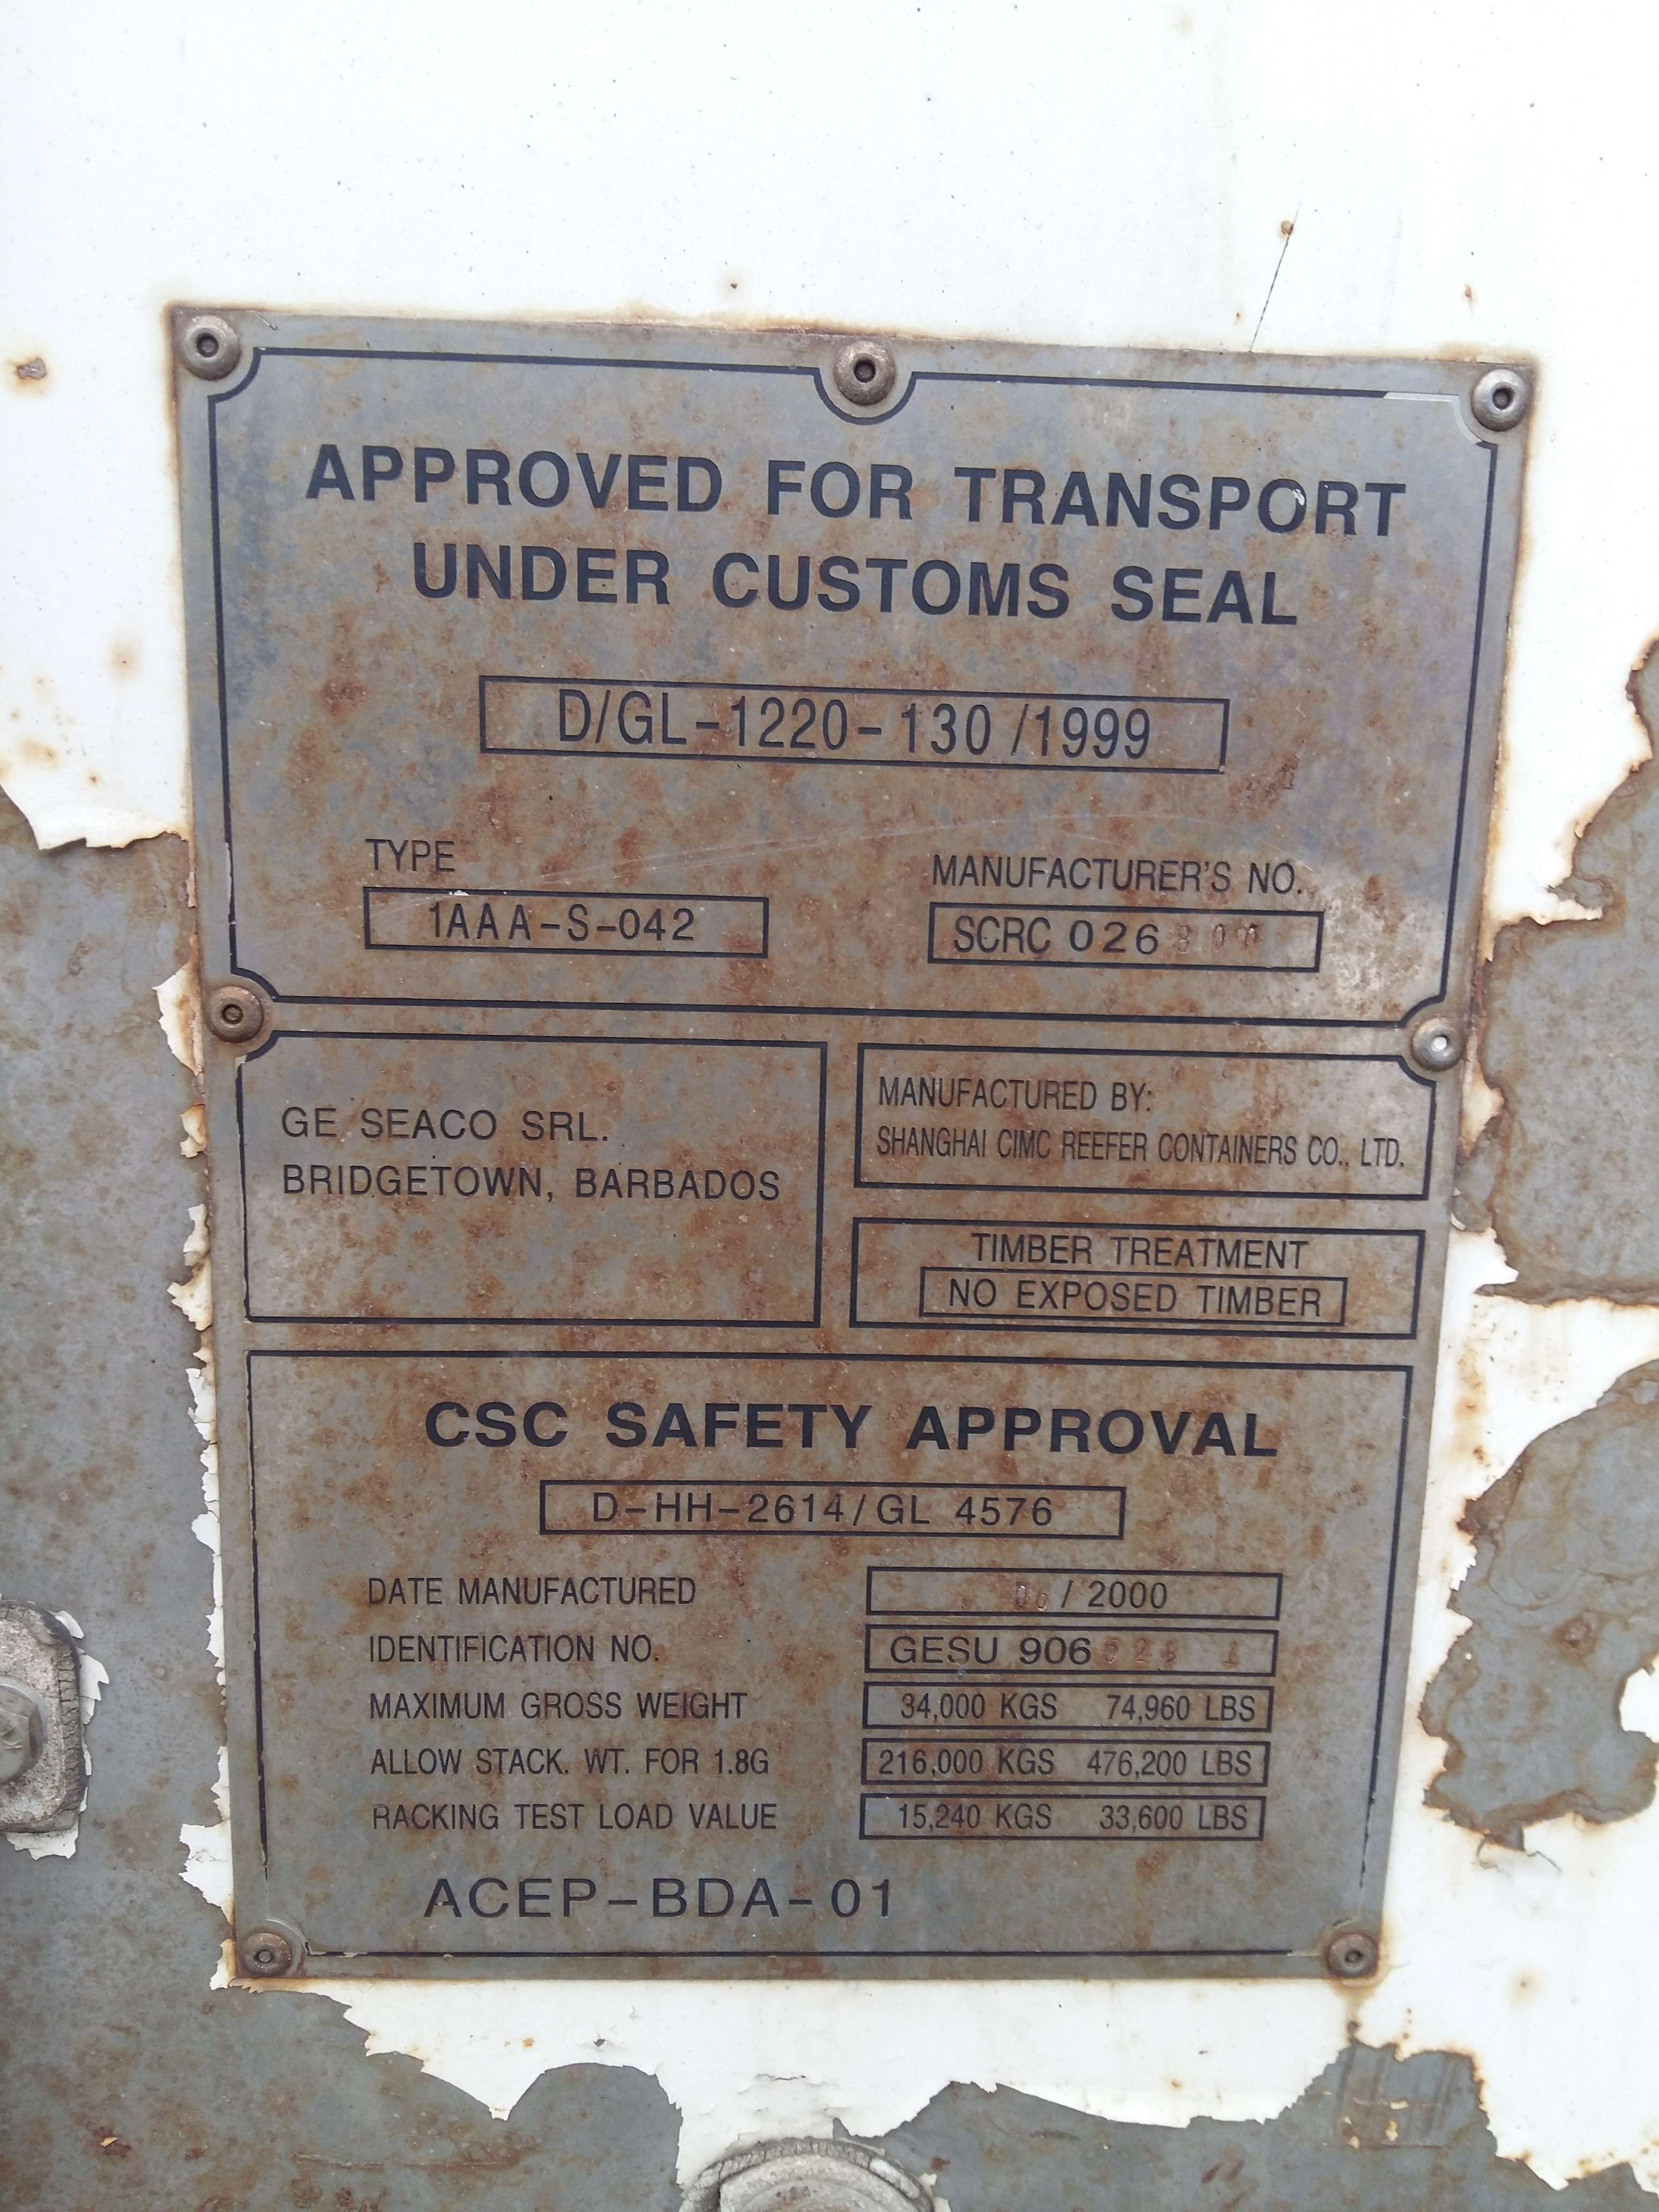 APPROVED FOR TRANSPORT
UNDER CUSTOMS SEAL
D/GL-1220-130/1999
TYPE
1AAA-S-042
MANUFACTURER'S NO.
SCRC 026
GE SEACO SRL.
BRIDGETOWN, BARBADOS
MANUFACTURED BY:
SHANGHAI CIMC REEFER CONTAINERS CO., LTD.
TIMBER TREATMENT
NO EXPOSED TIMBER
CSC SAFETY APPROVAL
D-HH-2614/GL 4576
DATE MANUFACTURED / 2000
IDENTIFICATION NO. GESU 906
MAXIMUM GROSS WEIGHT 34,000 KGS 74,960 LBS
ALLOW STACK. WT. FOR 1.8G 216,000 KGS 476,200 LBS
RACKING TEST LOAD VALUE 15,240 KGS 33,600 LBS
ACEP-BDA-01